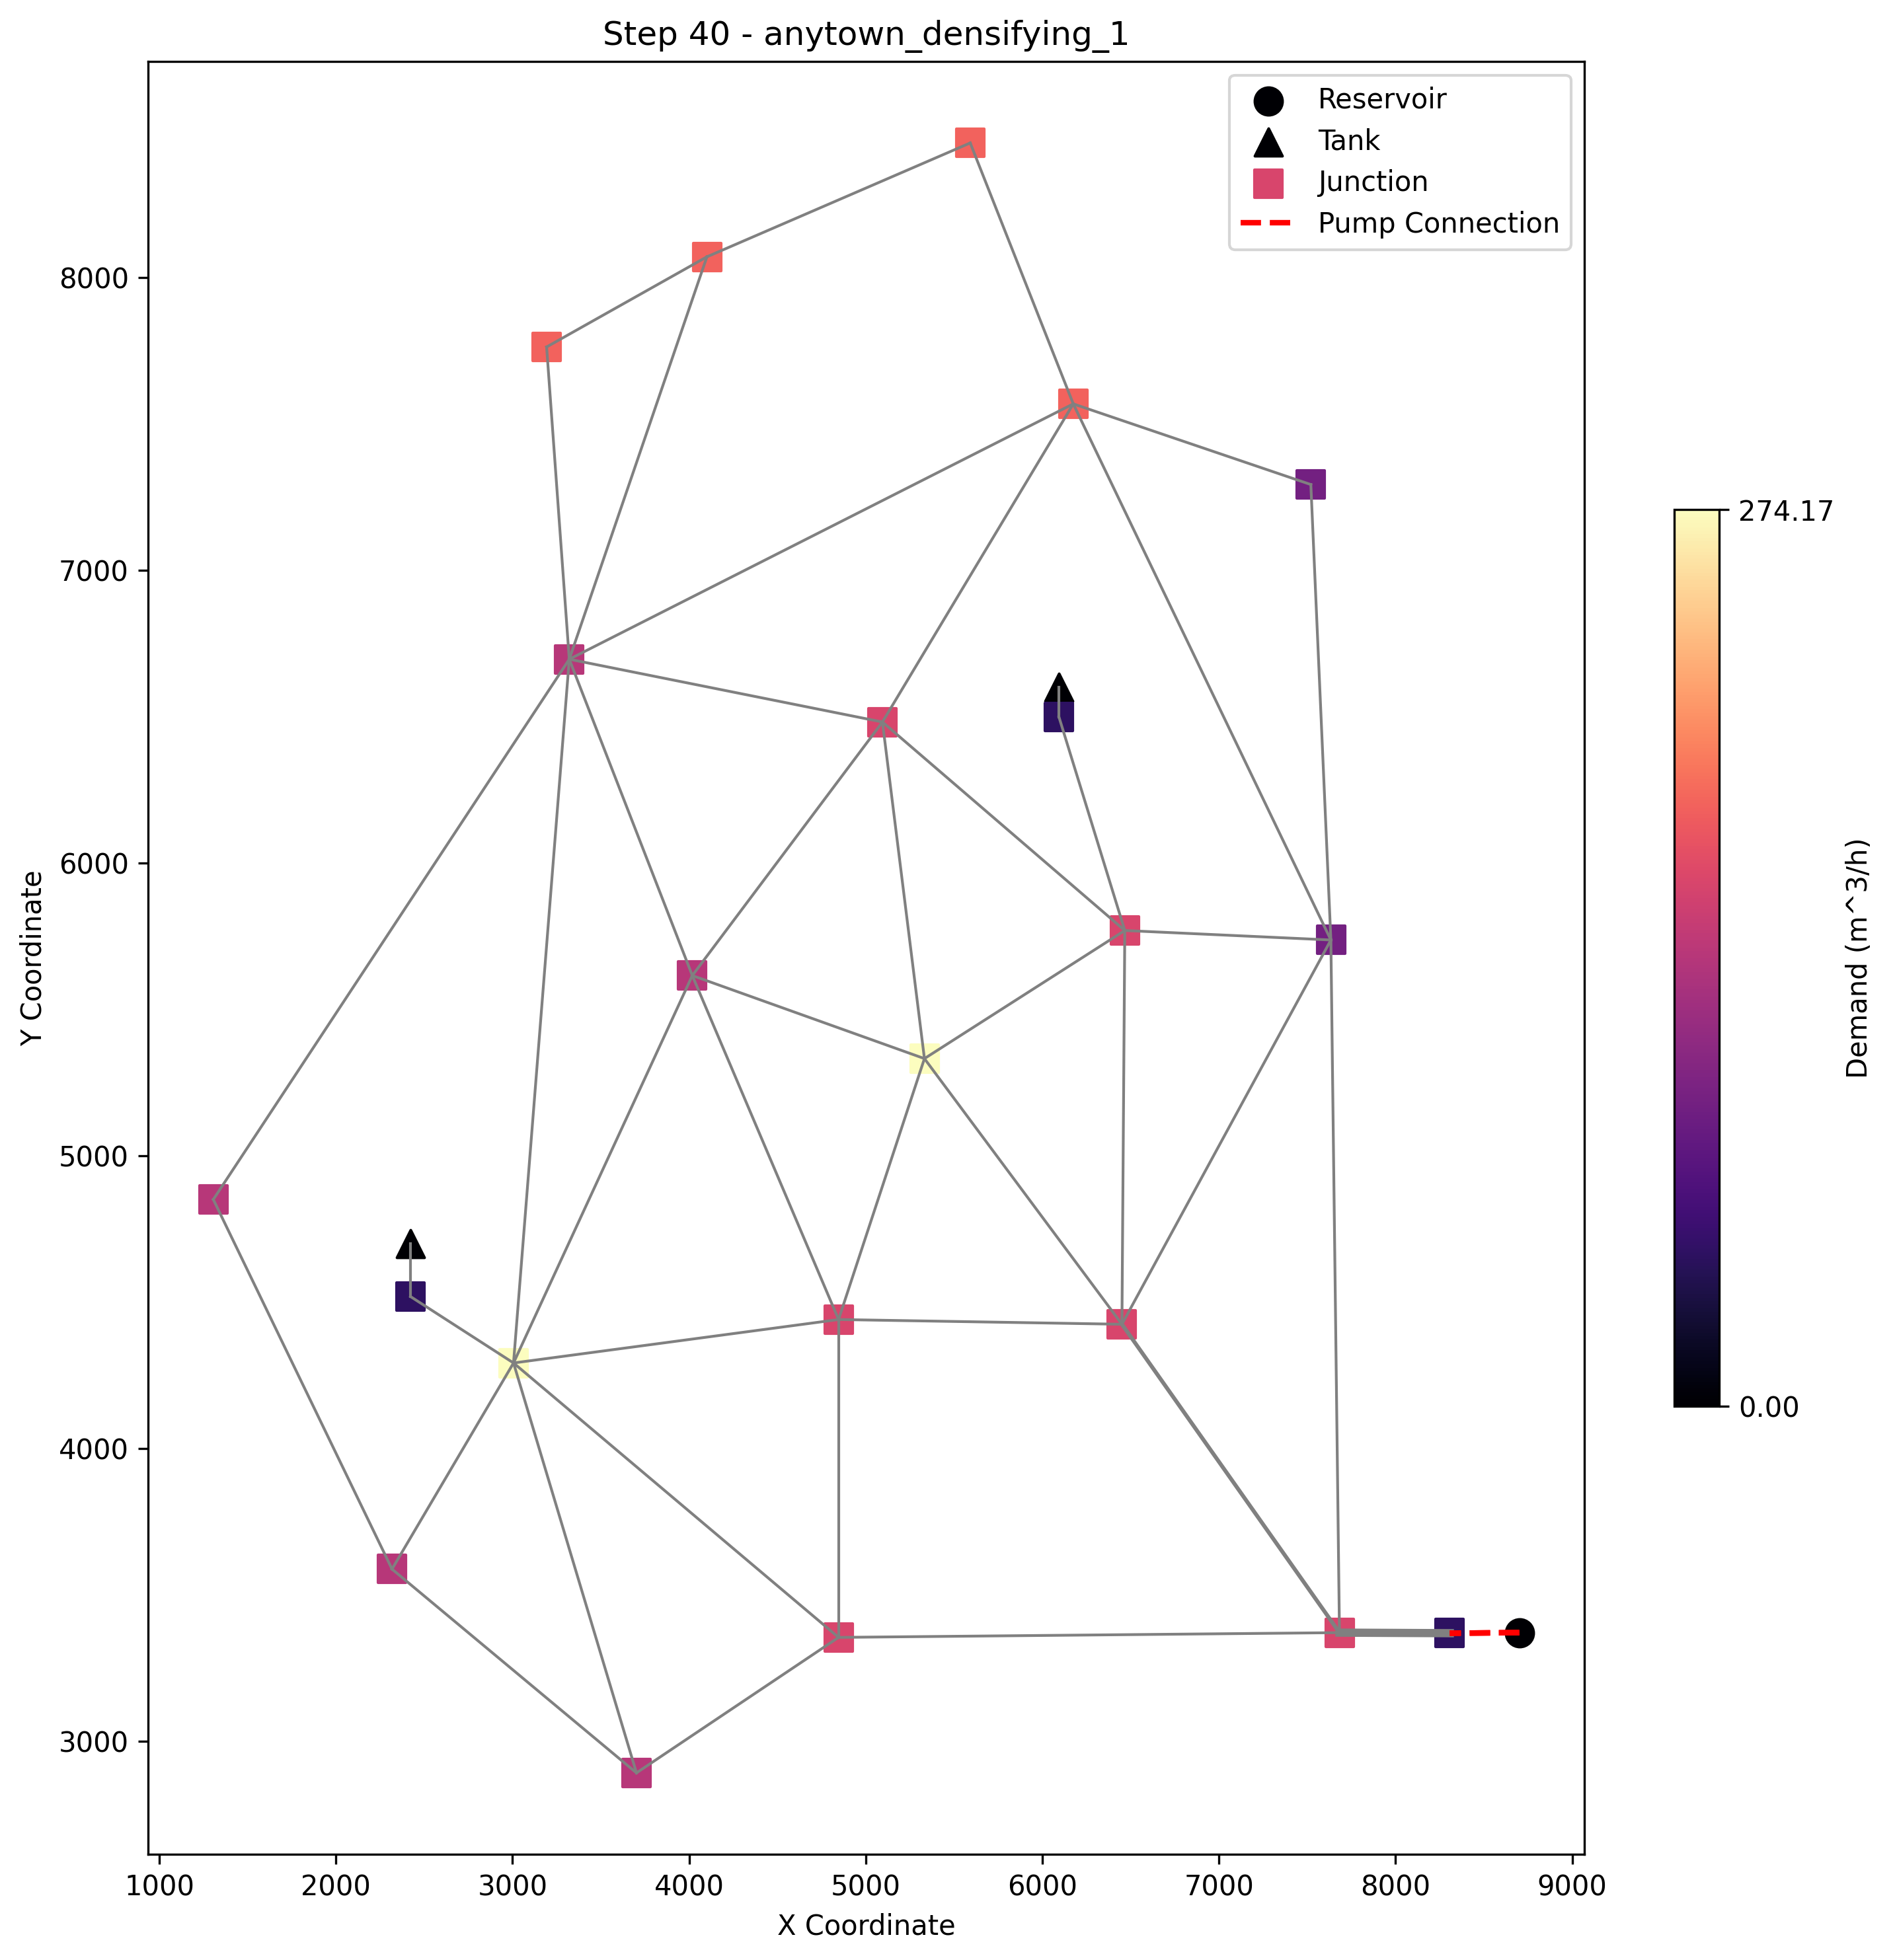 Step 40 - anytown_densifying_1
Reservoir
Tank
Junction
Pump Connection
8000
7000
6000
5000
4000
3000
Y Coordinate
1000 2000 3000 4000 5000 6000 7000 8000 9000
X Coordinate
274.17
0.00
Demand (m^3/h)